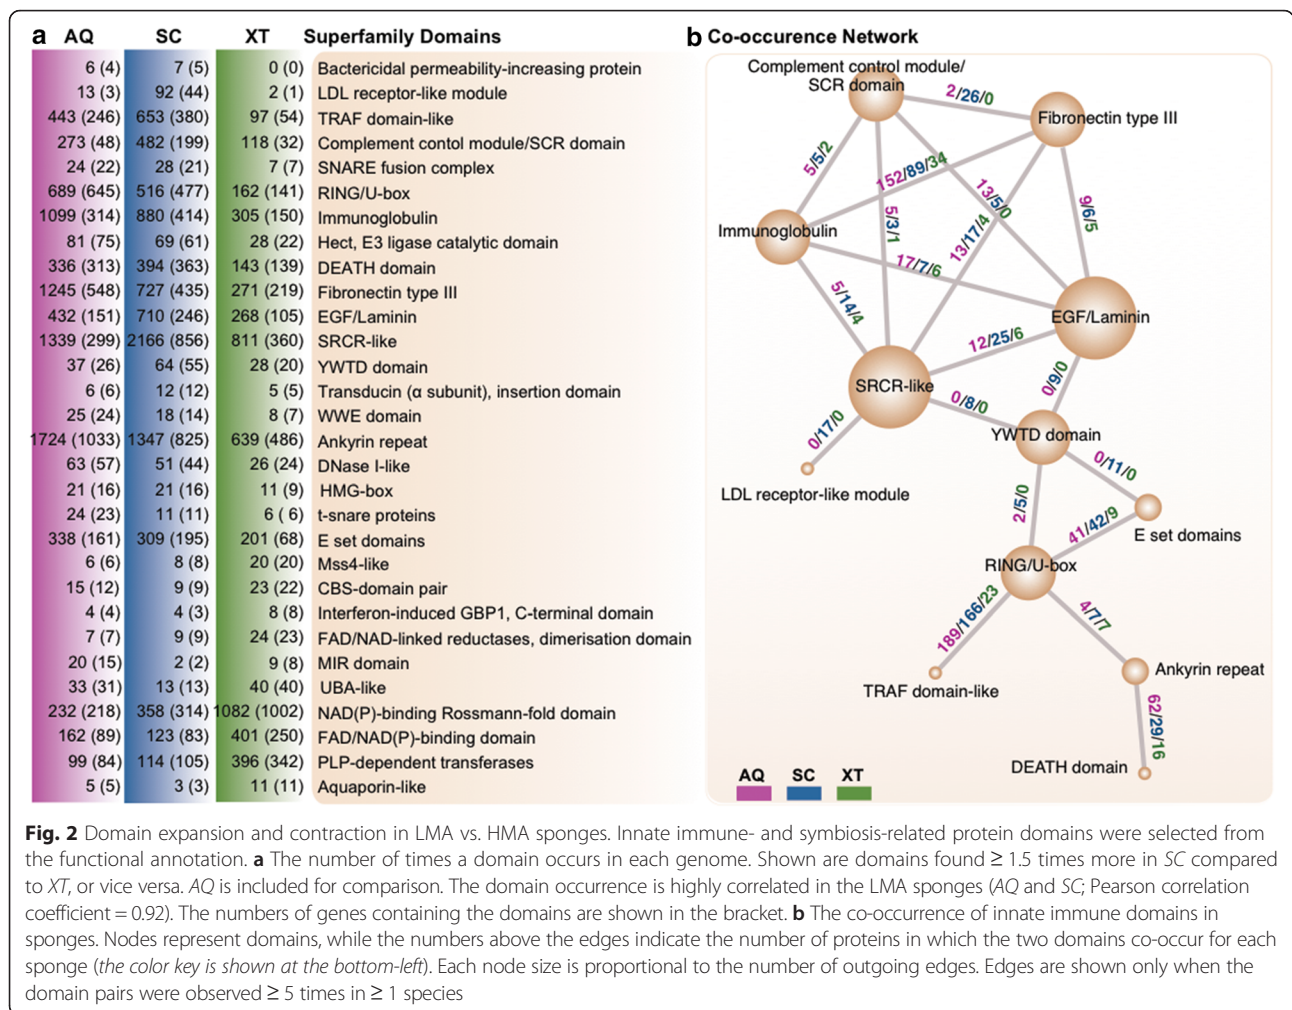 a AQ SC XT Superfamily Domains
6 (4) 7 (5) 0 (0) Bactericidal permeability-increasing protein
13 (3) 92 (44) 2 (1) LDL receptor-like module
443 (246) 653 (380) 97 (54) TRAF domain-like
273 (48) 482 (199) 118 (32) Complement contol module/SCR domain
24 (22) 28 (21) 7 (7) SNARE fusion complex
689 (645) 516 (477) 162 (141) RING/U-box
1099 (314) 880 (414) 305 (150) Immunoglobulin
81 (75) 69 (61) 28 (22) Hect, E3 ligase catalytic domain
336 (313) 394 (363) 143 (139) DEATH domain
1245 (548) 727 (435) 271 (219) Fibronectin type III
432 (151) 710 (246) 268 (105) EGF/Laminin
1339 (299) 2166 (856) 811 (360) SRCR-like
37 (26) 64 (55) 28 (20) YWTD domain
6 (6) 12 (12) 5 (5) Transducin (α subunit), insertion domain
25 (24) 18 (14) 8 (7) WWE domain
1724 (1033) 1347 (825) 639 (486) Ankyrin repeat
63 (57) 51 (44) 26 (24) DNase I-like
21 (16) 21 (16) 11 (9) HMG-box
24 (23) 11 (11) 6 ( 6) t-snare proteins
338 (161) 309 (195) 201 (68) E set domains
6 (6) 8 (8) 20 (20) Mss4-like
15 (12) 9 (9) 23 (22) CBS-domain pair
4 (4) 4 (3) 8 (8) Interferon-induced GBP1, C-terminal domain
7 (7) 9 (9) 24 (23) FAD/NAD-linked reductases, dimerisation domain
20 (15) 2 (2) 9 (8) MIR domain
33 (31) 13 (13) 40 (40) UBA-like
232 (218) 358 (314) 1082 (1002) NAD(P)-binding Rossmann-fold domain
162 (89) 123 (83) 401 (250) FAD/NAD(P)-binding domain
99 (84) 114 (105) 396 (342) PLP-dependent transferases
5 (5) 3 (3) 11 (11) Aquaporin-like
b Co-occurence Network
Complement control module/
SCR domain
2/26/0
Fibronectin type III
5/5/2
152/89/34
13/5/0
9/6/5
5/3/1
Immunoglobulin
13/17/4
17/7/6
5/14/4
EGF/Laminin
12/25/6
SRCR-like
0/9/0
0/8/0
0/17/0
YWTD domain
0/11/0
LDL receptor-like module
2/5/0
41/42/9
E set domains
RING/U-box
189/166/23
4/7/7
TRAF domain-like
Ankyrin repeat
62/29/16
DEATH domain
AQ SC XT
Fig. 2 Domain expansion and contraction in LMA vs. HMA sponges. Innate immune- and symbiosis-related protein domains were selected from
the functional annotation. a The number of times a domain occurs in each genome. Shown are domains found ≥ 1.5 times more in SC compared
to XT, or vice versa. AQ is included for comparison. The domain occurrence is highly correlated in the LMA sponges (AQ and SC; Pearson correlation
coefficient = 0.92). The numbers of genes containing the domains are shown in the bracket. b The co-occurrence of innate immune domains in
sponges. Nodes represent domains, while the numbers above the edges indicate the number of proteins in which the two domains co-occur for each
sponge (the color key is shown at the bottom-left). Each node size is proportional to the number of outgoing edges. Edges are shown only when the
domain pairs were observed ≥ 5 times in ≥ 1 species